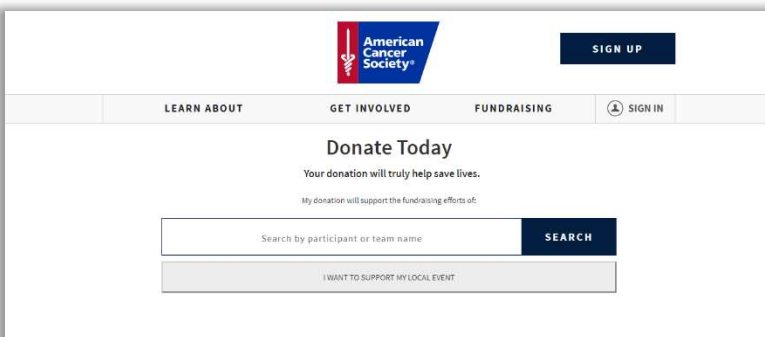 American
Cancer
Society®
SIGN UP
LEARN ABOUT GET INVOLVED FUNDRAISING SIGN IN
Donate Today
Your donation will truly help save lives.
My donation will support the fundraising efforts of:
Search by participant or team name SEARCH
I WANT TO SUPPORT MY LOCAL EVENT